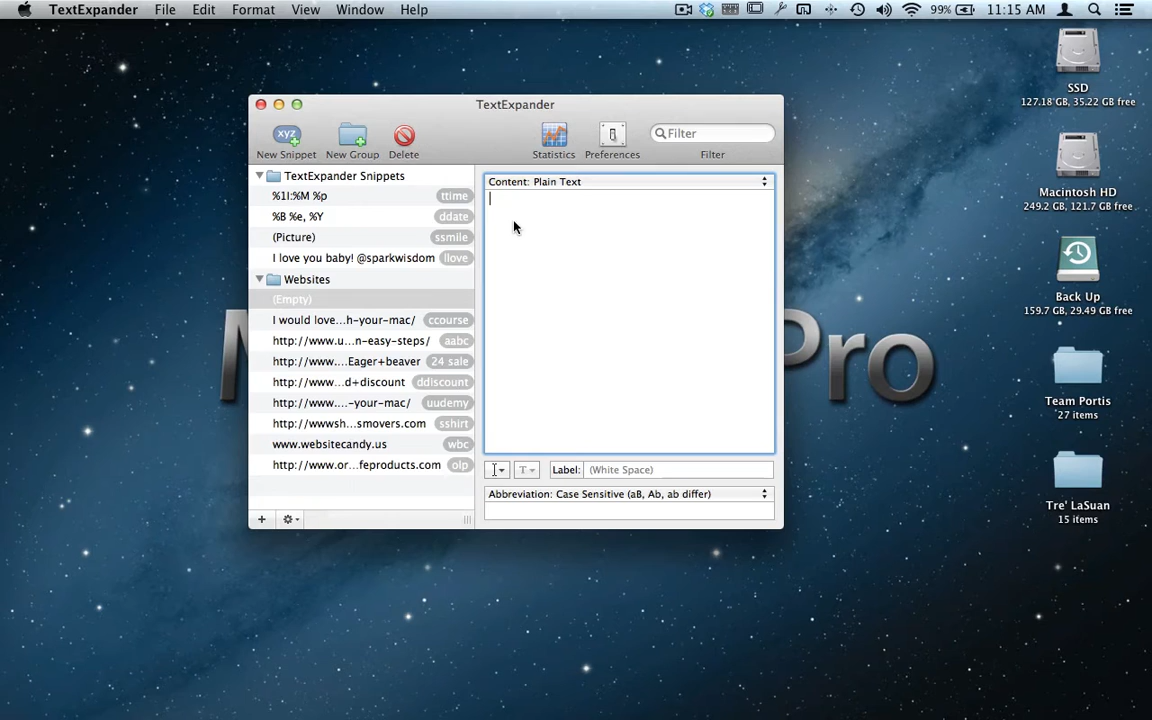 TextExpander File Edit Format View Window Help 99% 11:15 AM
TextExpander
xyz
New Snippet New Group Delete Statistics Preferences Filter
Filter
TextExpander Snippets
%1I:%M %p ttime
%B %e, %Y ddate
(Picture) ssmile
I love you baby! @sparkwisdom llove
Websites
(Empty)
I would love...h-your-mac/ ccourse
http://www.u...n-easy-steps/ aabc
http://www....Eager+beaver 24 sale
http://www...d+discount ddiscount
http://www....-your-mac/ uudemy
http://wwwsh...smovers.com sshirt
www.websitecandy.us wbc
http://www.or...feproducts.com olp
Content: Plain Text
Label: (White Space)
Abbreviation: Case Sensitive (aB, Ab, ab differ)
Pro
SSD
127.18 GB, 35.22 GB free
Macintosh HD
249.2 GB, 121.7 GB free
Back Up
159.7 GB, 29.49 GB free
Team Portis
27 items
Tre' LaSuan
15 items